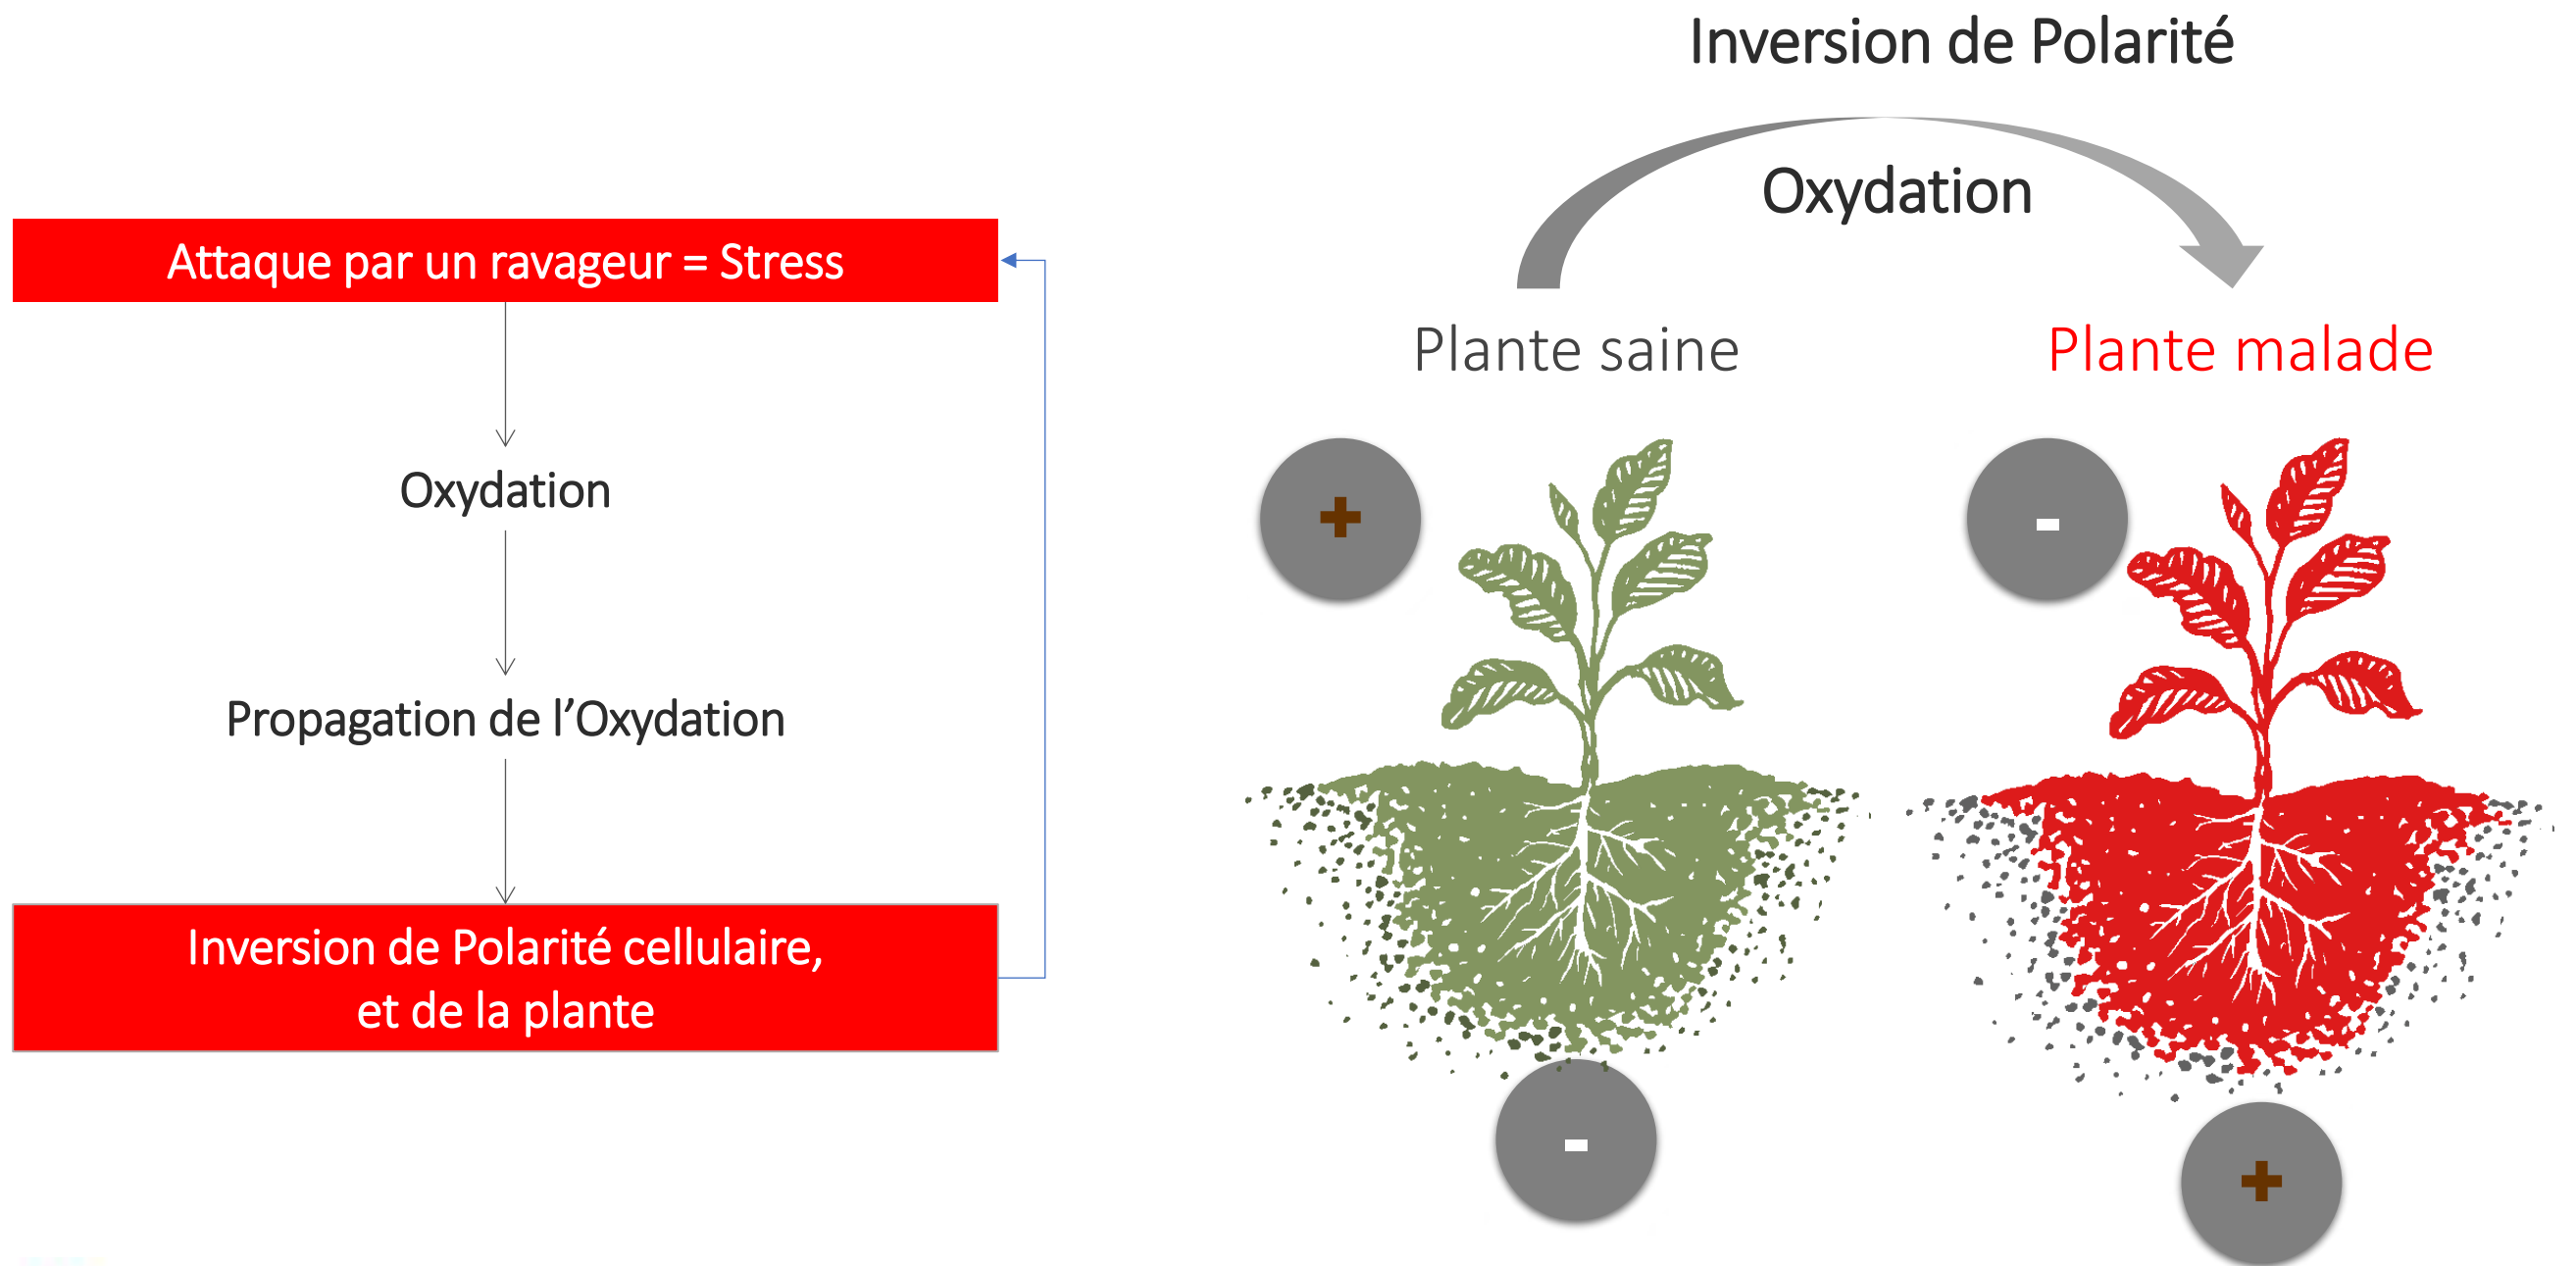 Inversion de Polarité
Oxydation
Attaque par un ravageur = Stress
Oxydation
Propagation de l’Oxydation
Inversion de Polarité cellulaire,
et de la plante
Plante saine
Plante malade
+
-
-
+